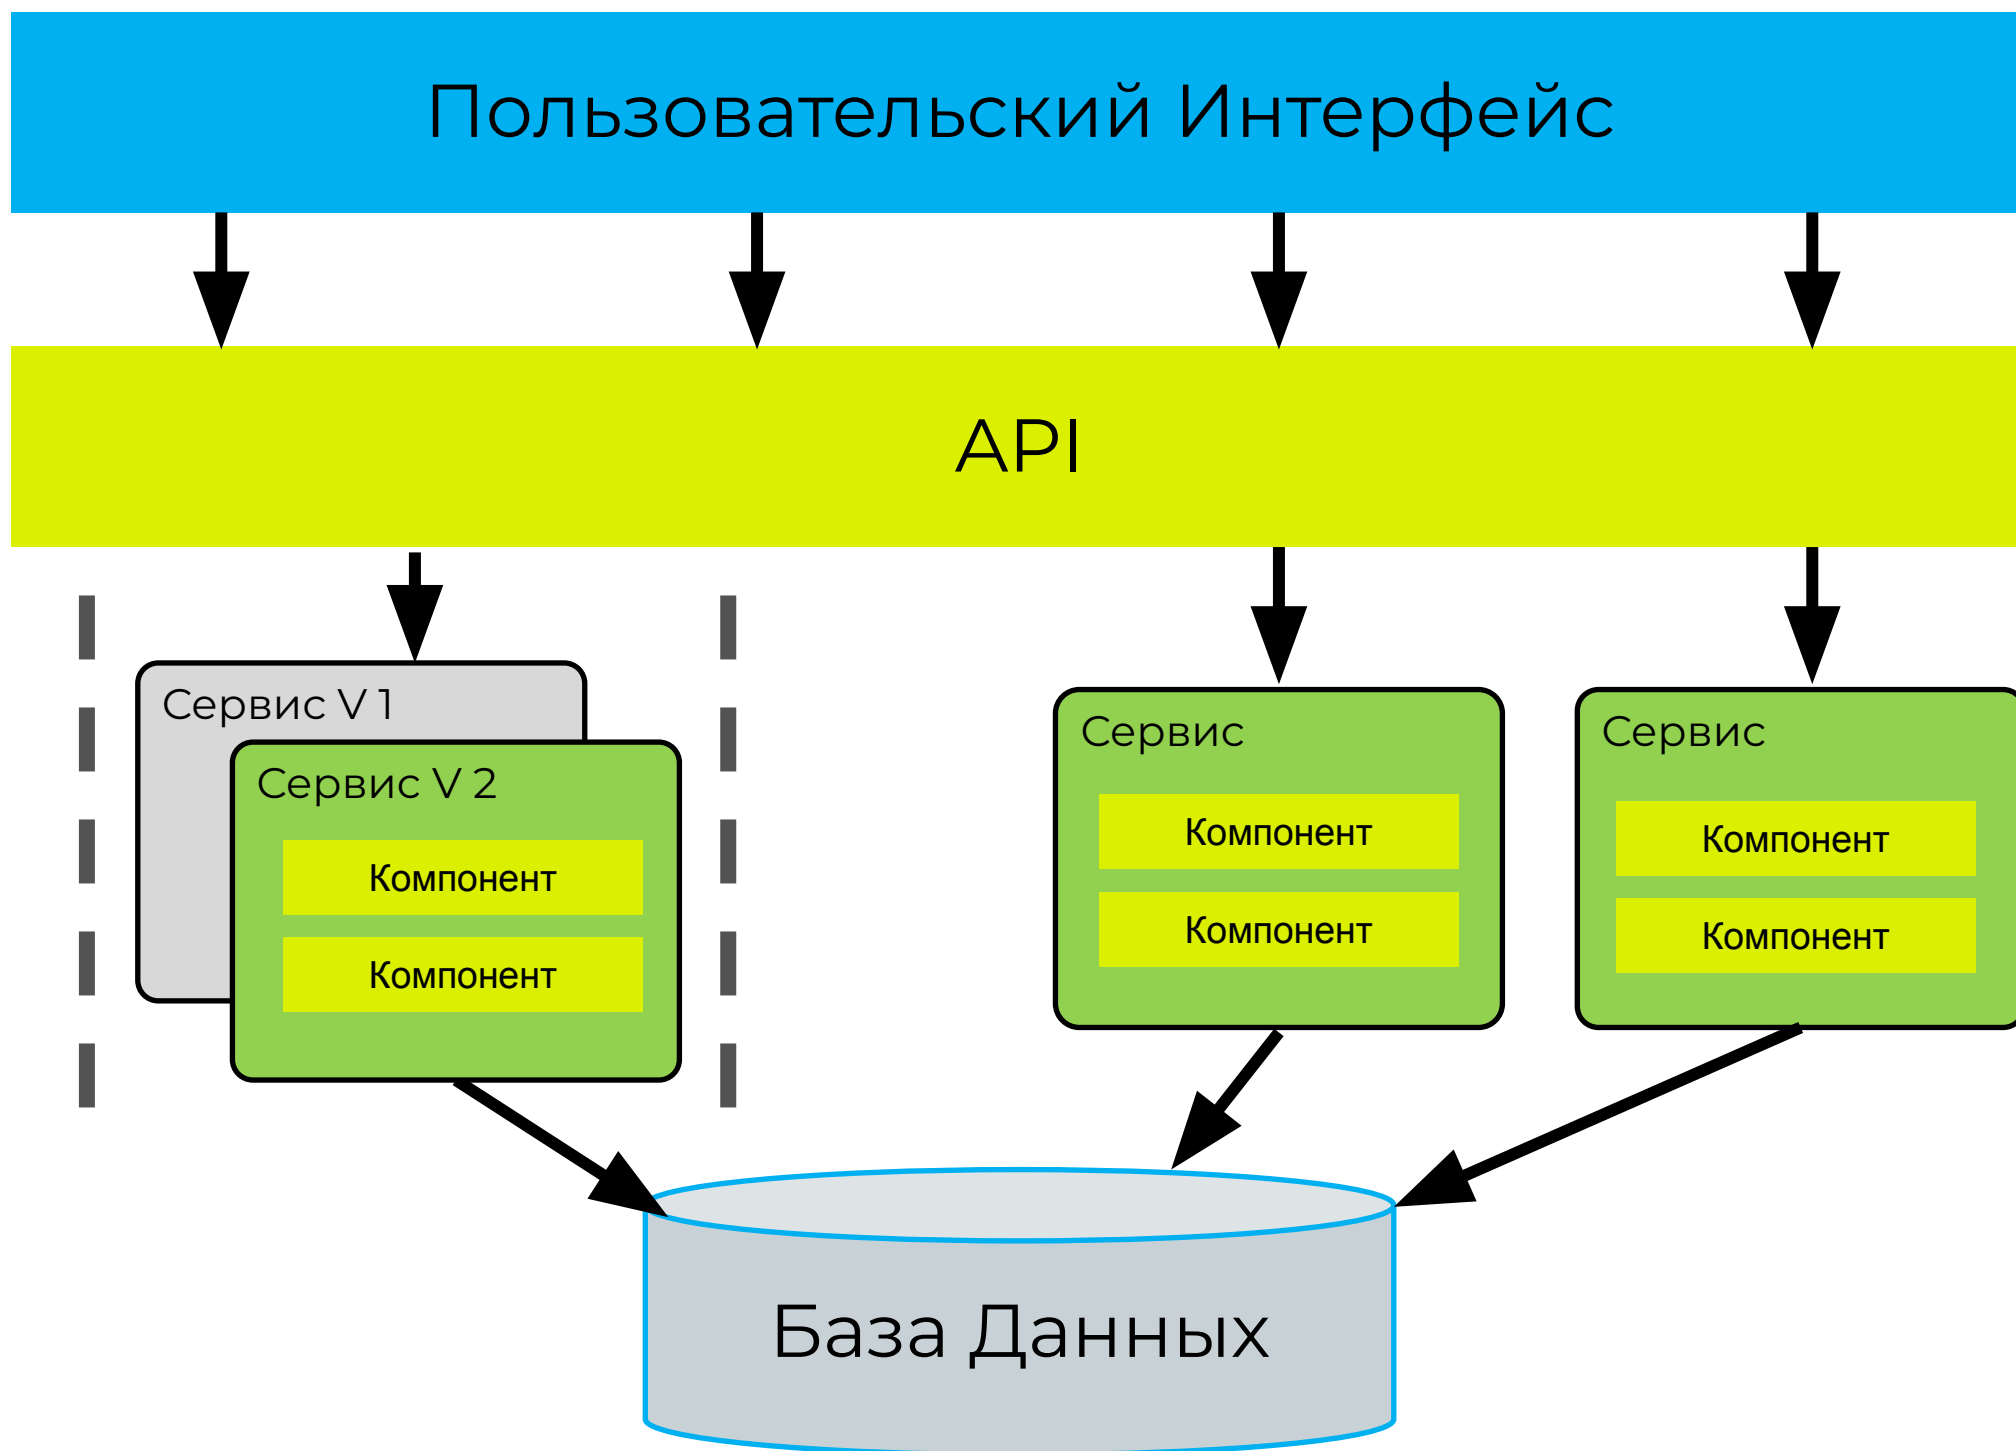 Пользовательский Интерфейс
API
Сервис V 1
Сервис V 2
Компонент
Компонент
Сервис
Компонент
Компонент
Сервис
Компонент
Компонент
База Данных